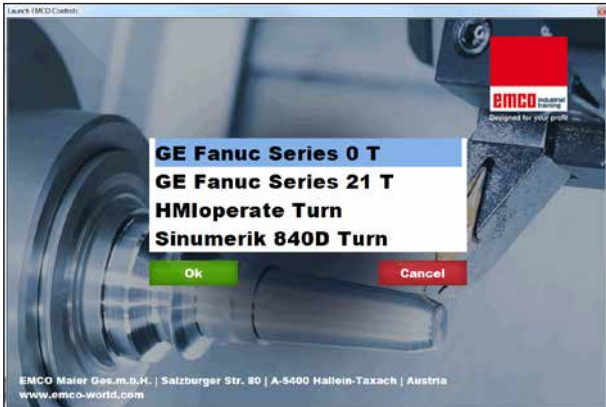 Launch EMCO Controls
emco industrial
training
Designed for your profit
GE Fanuc Series 0 T
GE Fanuc Series 21 T
HMIoperate Turn
Sinumerik 840D Turn
Ok Cancel
EMCO Maier Ges.m.b.H. | Salzburger Str. 80 | A-5400 Hallein-Taxach | Austria
www.emco-world.com